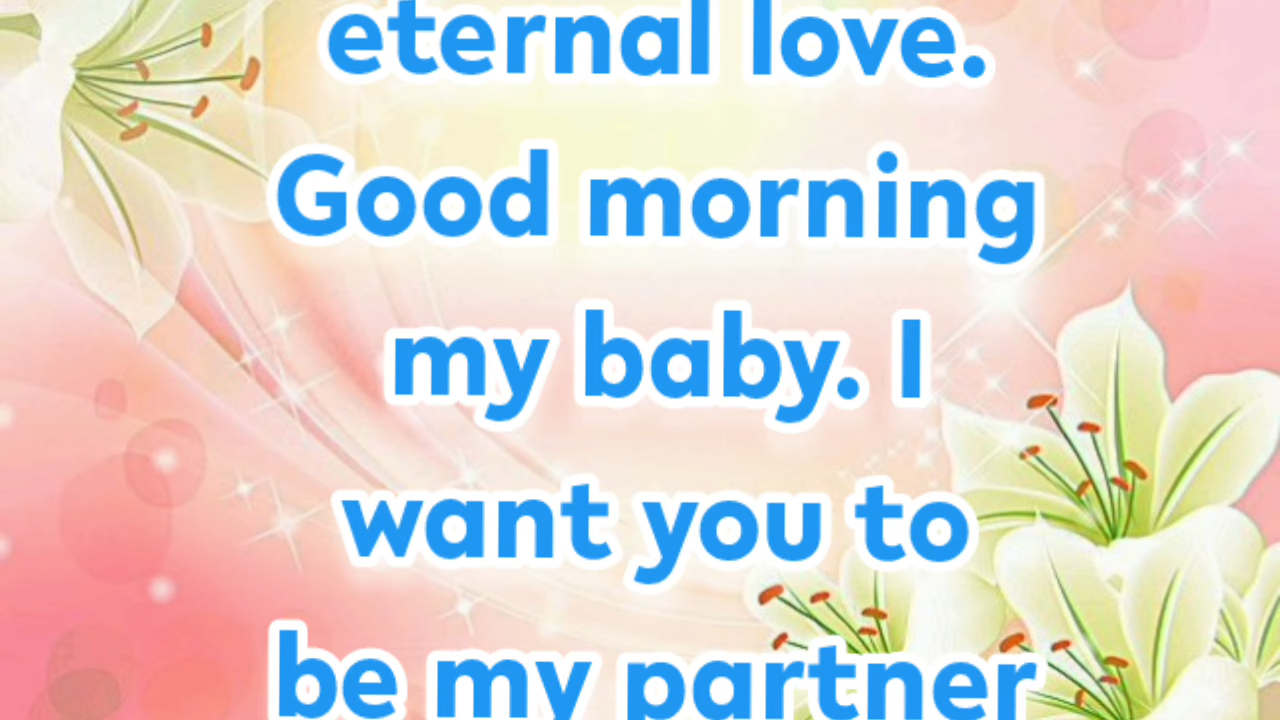 eternal love.
Good morning
my baby. I
want you to
be my partner